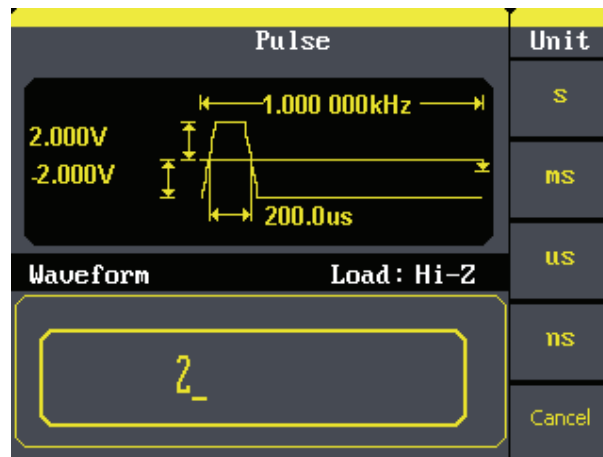 Pulse
Unit
1.000 000kHz
s
2.000V
-2.000V
ms
200.0us
Waveform Load: Hi-Z
us
2_
ns
Cancel